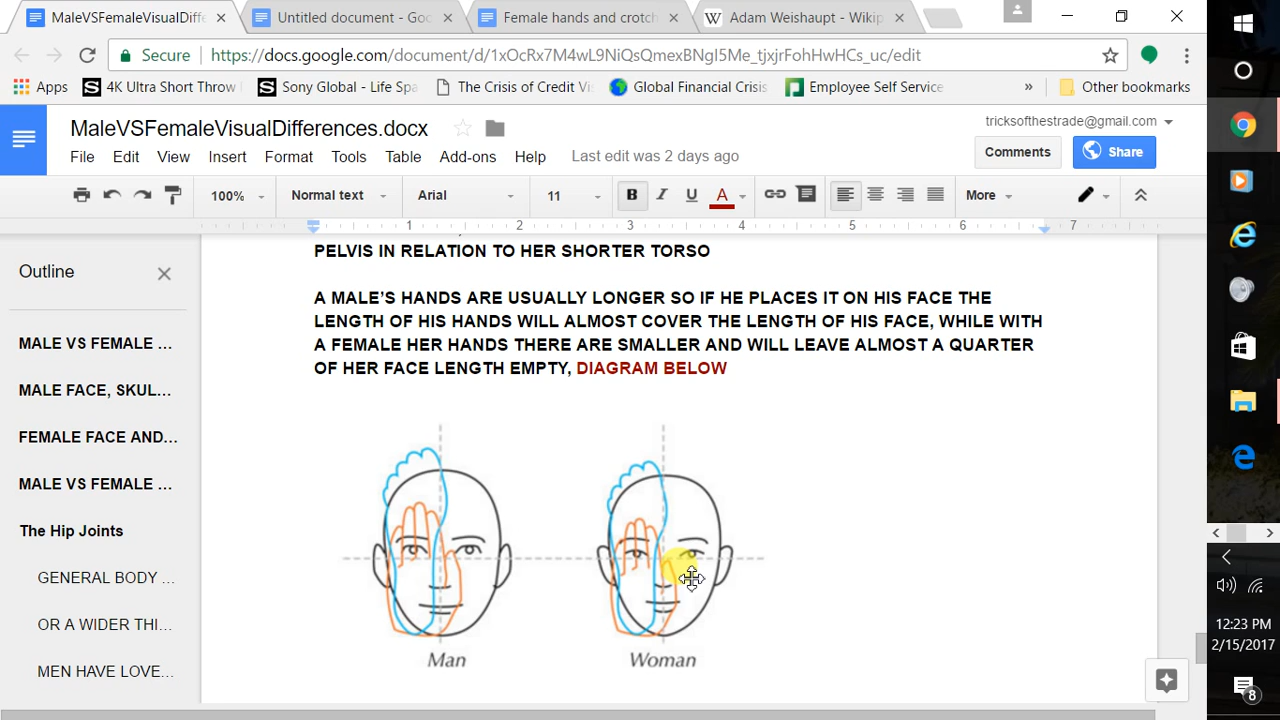 MaleVSFemaleVisualDiffe
Untitled document - Goo
Female hands and crotch
Adam Weishaupt - Wikip
Secure
https://docs.google.com/document/d/1xOcRx7M4wL9NiQsQmexBNgI5Me_tjxjrFohHwHCs_uc/edit
Apps
4K Ultra Short Throw
Sony Global - Life Spa
The Crisis of Credit Vi
Global Financial Crisis
Employee Self Service
»
Other bookmarks
MaleVSFemaleVisualDifferences.docx
tricksofthestrade@gmail.com
File Edit View Insert Format Tools Table Add-ons Help Last edit was 2 days ago
Comments
Share
100% Normal text Arial 11 B I U A More
1 2 3 4 5 6 7
Outline
MALE VS FEMALE ...
MALE FACE, SKUL...
FEMALE FACE AND...
MALE VS FEMALE ...
The Hip Joints
GENERAL BODY ...
OR A WIDER THI...
MEN HAVE LOVE...
PELVIS IN RELATION TO HER SHORTER TORSO
A MALE'S HANDS ARE USUALLY LONGER SO IF HE PLACES IT ON HIS FACE THE
LENGTH OF HIS HANDS WILL ALMOST COVER THE LENGTH OF HIS FACE, WHILE WITH
A FEMALE HER HANDS THERE ARE SMALLER AND WILL LEAVE ALMOST A QUARTER
OF HER FACE LENGTH EMPTY, DIAGRAM BELOW
Man
Woman
12:23 PM
2/15/2017
8